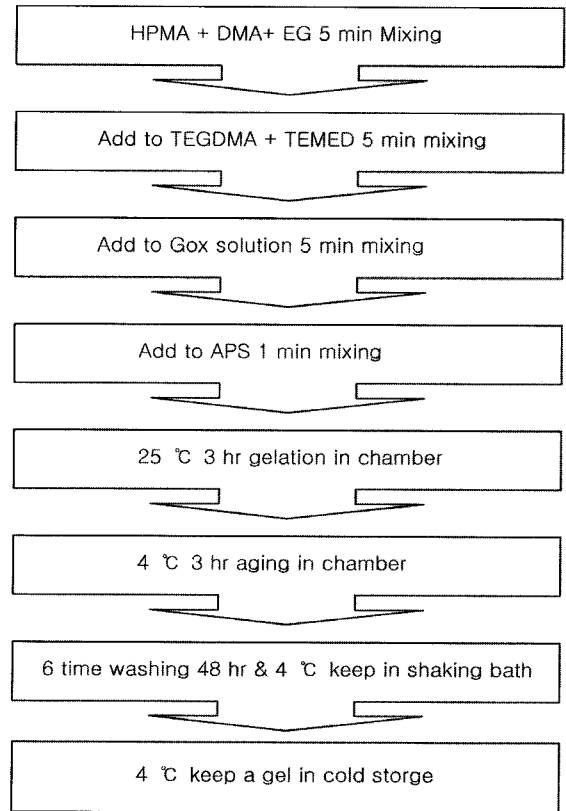 HPMA + DMA+ EG 5 min Mixing
Add to TEGDMA + TEMED 5 min mixing
Add to Gox solution 5 min mixing
Add to APS 1 min mixing
25 ℃ 3 hr gelation in chamber
4 ℃ 3 hr aging in chamber
6 time washing 48 hr & 4 ℃ keep in shaking bath
4 ℃ keep a gel in cold storge